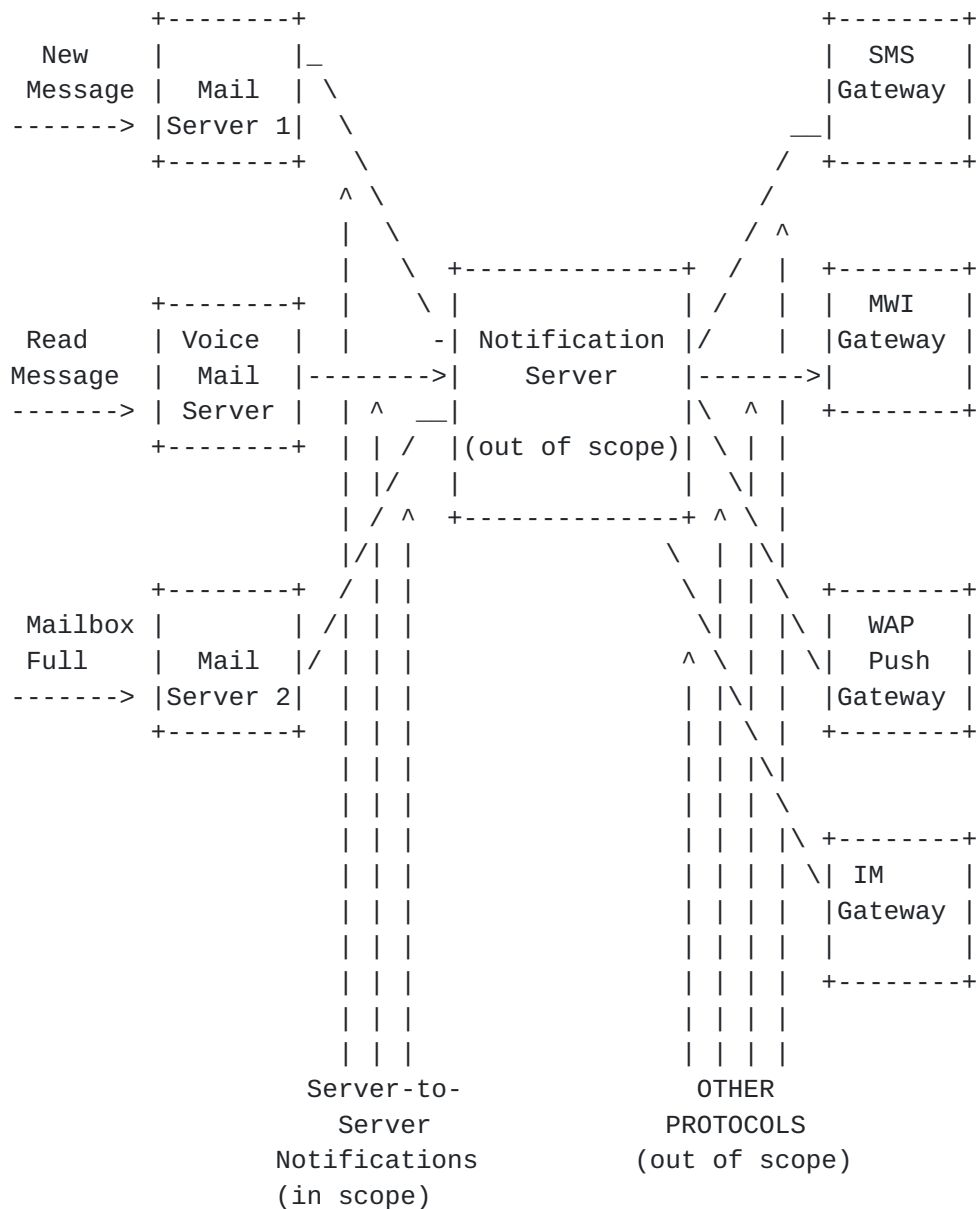 New
Message
Mail
Server 1
SMS
Gateway
Read
Message
Voice
Mail
Server
Notification
Server
(out of scope)
MWI
Gateway
Mailbox
Full
Mail
Server 2
WAP
Push
Gateway
IM
Gateway
Server-to-
Server
Notifications
(in scope)
OTHER
PROTOCOLS
(out of scope)